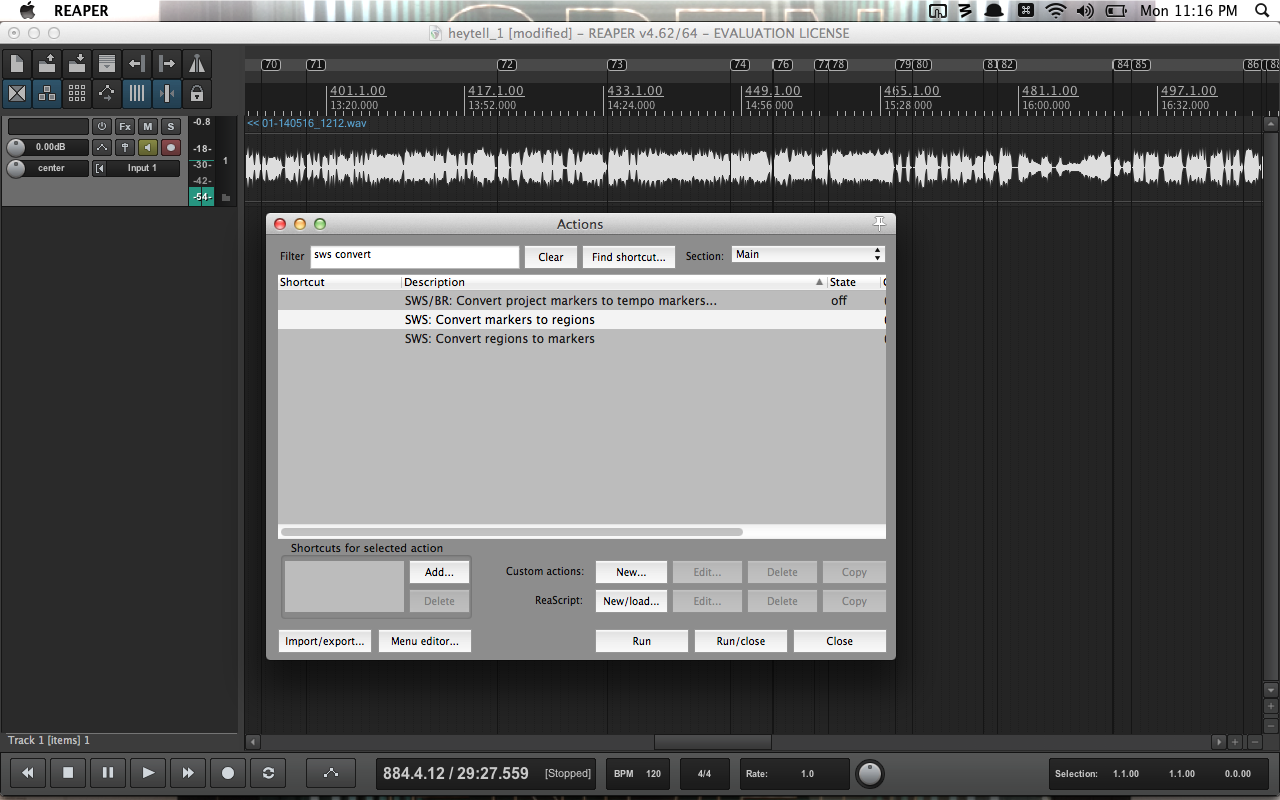 REAPER
Mon 11:16 PM
heytell_1 [modified] – REAPER v4.62/64 – EVALUATION LICENSE
70 71 72 73 74 76 77 78 79 80 81 82 84 85 86
401.1.00 417.1.00 433.1.00 449.1.00 465.1.00 481.1.00 497.1.00
13:20.000 13:52.000 14:24.000 14:56 000 15:28 000 16:00.000 16:32.000
<< 01-140516_1212.wav
Fx M S -0.8
0.00dB -18-
-30- 1
center Input 1 -42-
-54-
Actions
Filter sws convert Clear Find shortcut... Section: Main
Shortcut Description State
SWS/BR: Convert project markers to tempo markers... off
SWS: Convert markers to regions
SWS: Convert regions to markers
Shortcuts for selected action
Add... Custom actions: New... Edit... Delete Copy
Delete ReaScript: New/load... Edit... Delete Copy
Import/export... Menu editor... Run Run/close Close
Track 1 [items] 1
884.4.12 / 29:27.559 [Stopped] BPM 120 4/4 Rate: 1.0 Selection: 1.1.00 1.1.00 0.0.00